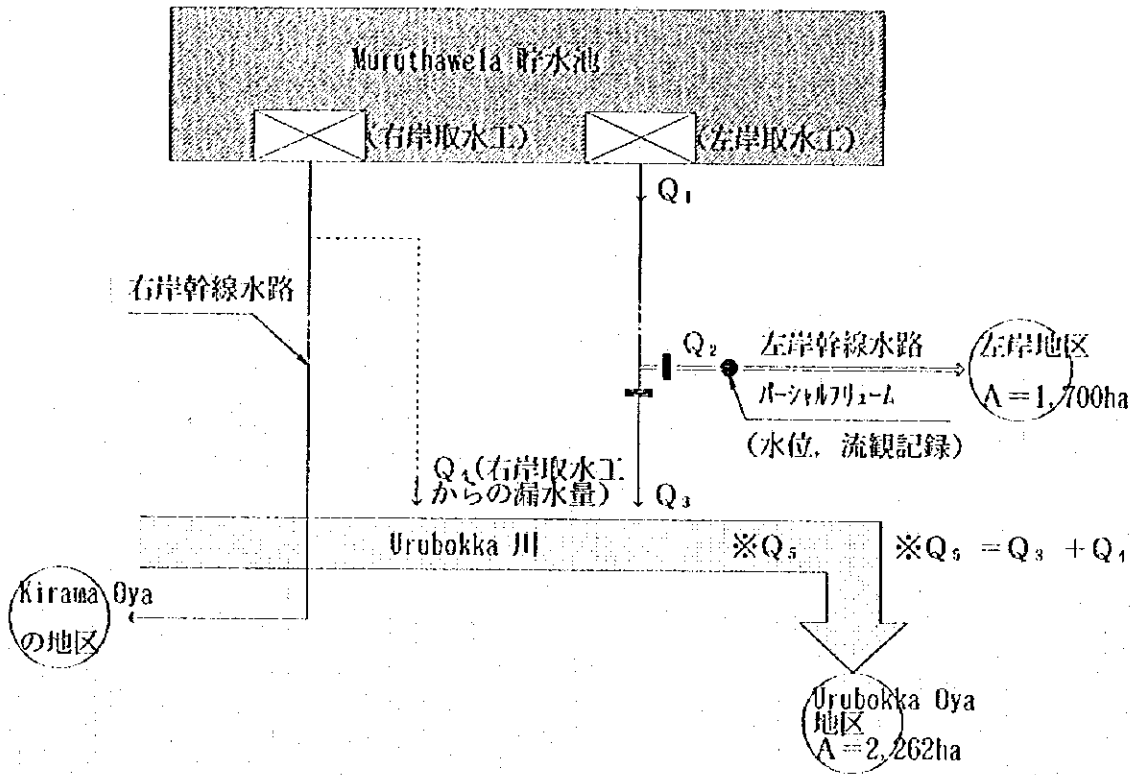 Muruthawela 貯水池
(右岸取水工)
(左岸取水工)
Q₁
右岸幹線水路
Q₂
左岸幹線水路
左岸地区
A=1,700ha
パーシャルフリューム
(水位, 流観記録)
Q₄(右岸取水工
からの漏水量)
Q₃
Urubokka 川
※Q₅
※Q₅ =Q₃ +Q₄
Kirama Oya
の地区
Urubokka Oya
地区
A=2,262ha